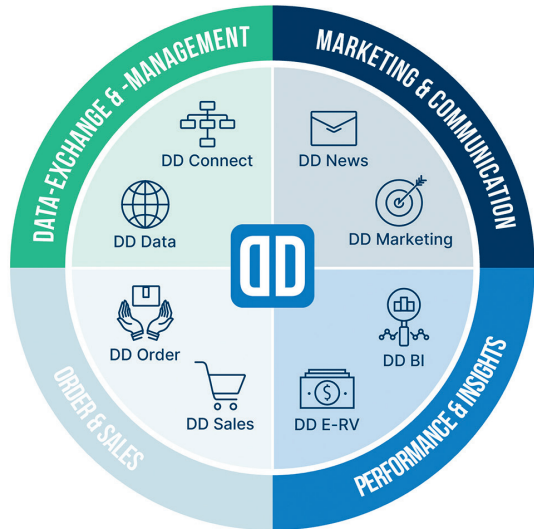 DATA-EXCHANGE & -MANAGEMENT
MARKETING & COMMUNICATION
DD Connect
DD News
DD Data
DD Marketing
DD
DD Order
DD BI
DD Sales
$
DD E-RV
ORDER & SALES
PERFORMANCE & INSIGHTS